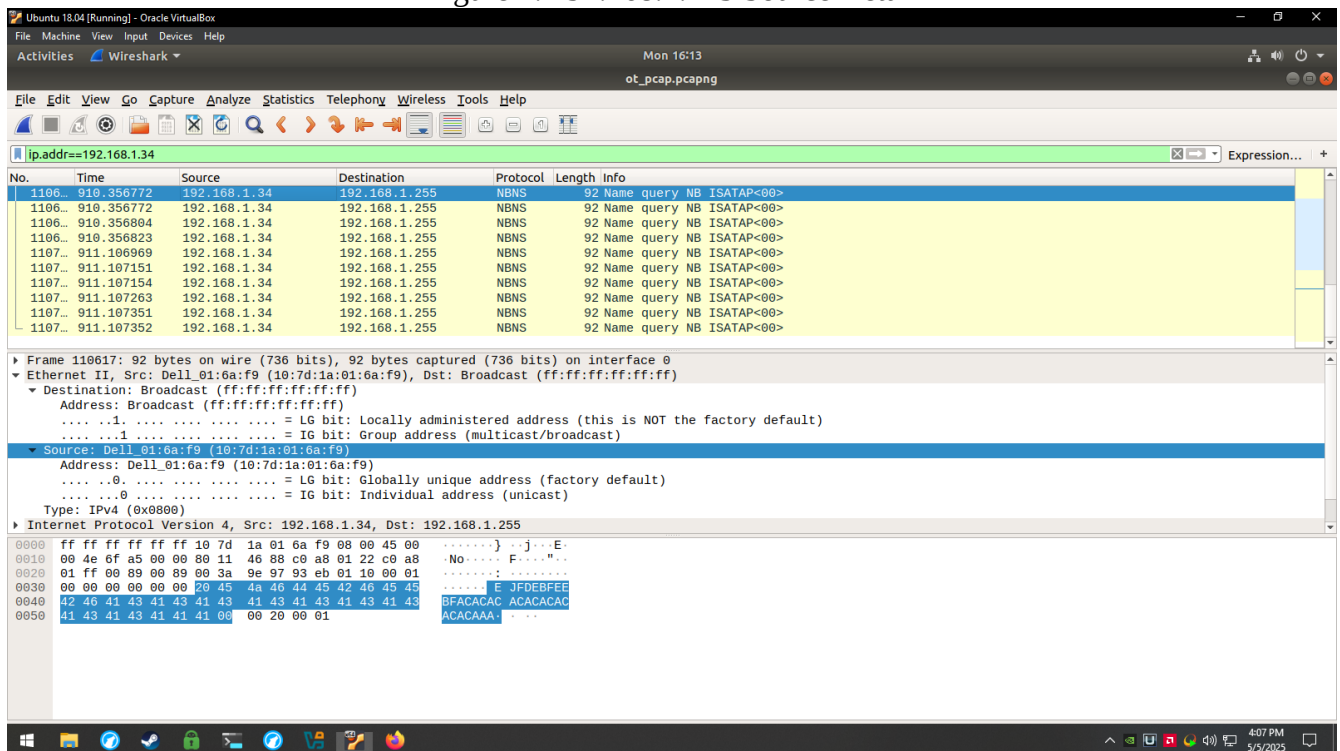 Ubuntu 18.04 [Running] - Oracle VirtualBox
File Machine View Input Devices Help
Activities Wireshark Mon 16:13
ot_pcap.pcapng
File Edit View Go Capture Analyze Statistics Telephony Wireless Tools Help
ip.addr==192.168.1.34 Expression... +
No. Time Source Destination Protocol Length Info
1106… 910.356772 192.168.1.34 192.168.1.255 NBNS 92 Name query NB ISATAP<00>
1106… 910.356772 192.168.1.34 192.168.1.255 NBNS 92 Name query NB ISATAP<00>
1106… 910.356804 192.168.1.34 192.168.1.255 NBNS 92 Name query NB ISATAP<00>
1106… 910.356823 192.168.1.34 192.168.1.255 NBNS 92 Name query NB ISATAP<00>
1107… 911.106969 192.168.1.34 192.168.1.255 NBNS 92 Name query NB ISATAP<00>
1107… 911.107151 192.168.1.34 192.168.1.255 NBNS 92 Name query NB ISATAP<00>
1107… 911.107154 192.168.1.34 192.168.1.255 NBNS 92 Name query NB ISATAP<00>
1107… 911.107263 192.168.1.34 192.168.1.255 NBNS 92 Name query NB ISATAP<00>
1107… 911.107351 192.168.1.34 192.168.1.255 NBNS 92 Name query NB ISATAP<00>
1107… 911.107352 192.168.1.34 192.168.1.255 NBNS 92 Name query NB ISATAP<00>
Frame 110617: 92 bytes on wire (736 bits), 92 bytes captured (736 bits) on interface 0
Ethernet II, Src: Dell_01:6a:f9 (10:7d:1a:01:6a:f9), Dst: Broadcast (ff:ff:ff:ff:ff:ff)
Destination: Broadcast (ff:ff:ff:ff:ff:ff)
Address: Broadcast (ff:ff:ff:ff:ff:ff)
.... ..1. .... .... .... .... = LG bit: Locally administered address (this is NOT the factory default)
.... ...1 .... .... .... .... = IG bit: Group address (multicast/broadcast)
Source: Dell_01:6a:f9 (10:7d:1a:01:6a:f9)
Address: Dell_01:6a:f9 (10:7d:1a:01:6a:f9)
.... ..0. .... .... .... .... = LG bit: Globally unique address (factory default)
.... ...0 .... .... .... .... = IG bit: Individual address (unicast)
Type: IPv4 (0x0800)
Internet Protocol Version 4, Src: 192.168.1.34, Dst: 192.168.1.255
0000 ff ff ff ff ff ff 10 7d 1a 01 6a f9 08 00 45 00 ·······} ··j···E·
0010 00 4e 6f a5 00 00 80 11 46 88 c0 a8 01 22 c0 a8 ·No····· F····"··
0020 01 ff 00 89 00 89 00 3a 9e 97 93 eb 01 10 00 01 ·······: ········
0030 00 00 00 00 00 00 20 45 4a 46 44 45 42 46 45 45 ······ E JFDEBFEE
0040 42 46 41 43 41 43 41 43 41 43 41 43 41 43 41 43 BFACACAC ACACACAC
0050 41 43 41 43 41 41 41 00 00 20 00 01 ACACAAA· · ··
4:07 PM
5/5/2025